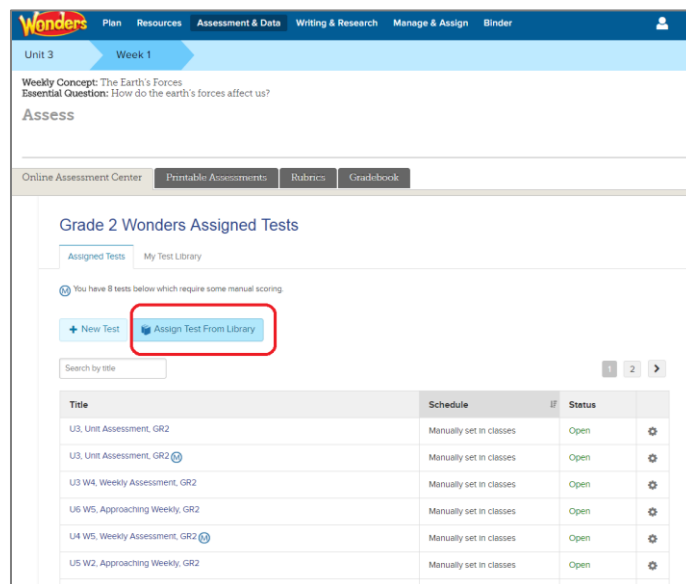 Wonders Plan Resources Assessment & Data Writing & Research Manage & Assign Binder
Unit 3 Week 1
Weekly Concept: The Earth's Forces
Essential Question: How do the earth's forces affect us?
Assess
Online Assessment Center Printable Assessments Rubrics Gradebook
Grade 2 Wonders Assigned Tests
Assigned Tests My Test Library
M You have 8 tests below which require some manual scoring.
+ New Test Assign Test From Library
Search by title 1 2 >
Title Schedule Status
U3, Unit Assessment, GR2 Manually set in classes Open
U3, Unit Assessment, GR2 M Manually set in classes Open
U3 W4, Weekly Assessment, GR2 Manually set in classes Open
U6 W5, Approaching Weekly, GR2 Manually set in classes Open
U4 W5, Weekly Assessment, GR2 M Manually set in classes Open
U5 W2, Approaching Weekly, GR2 Manually set in classes Open